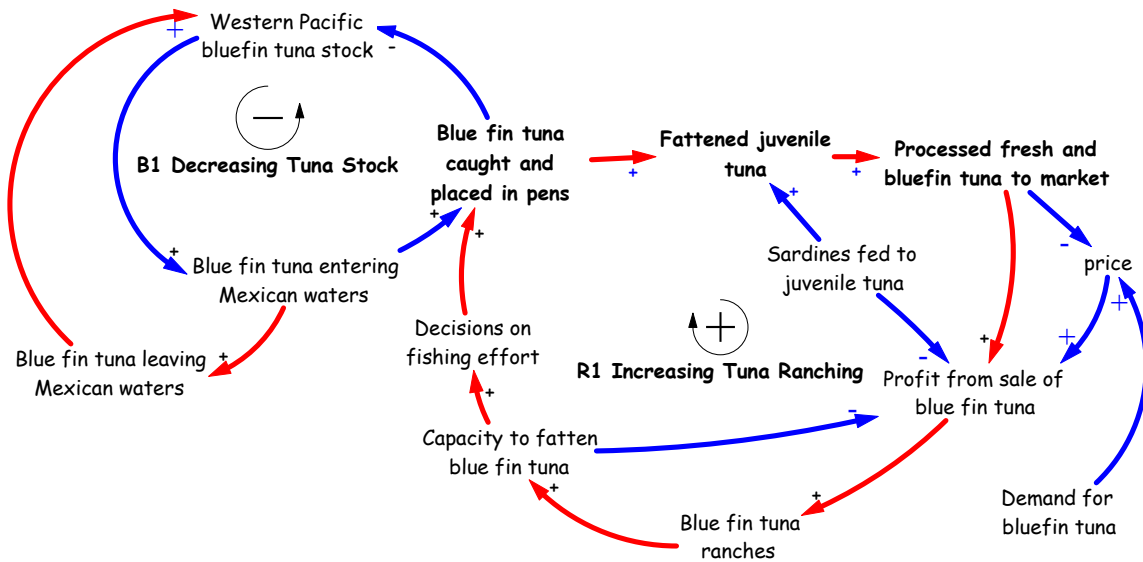 Western Pacific
bluefin tuna stock
B1 Decreasing Tuna Stock
Blue fin tuna
caught and
placed in pens
Fattened juvenile
tuna
Processed fresh and
bluefin tuna to market
Blue fin tuna entering
Mexican waters
Sardines fed to
juvenile tuna
price
Blue fin tuna leaving
Mexican waters
Decisions on
fishing effort
R1 Increasing Tuna Ranching
Profit from sale of
blue fin tuna
Capacity to fatten
blue fin tuna
Blue fin tuna
ranches
Demand for
bluefin tuna